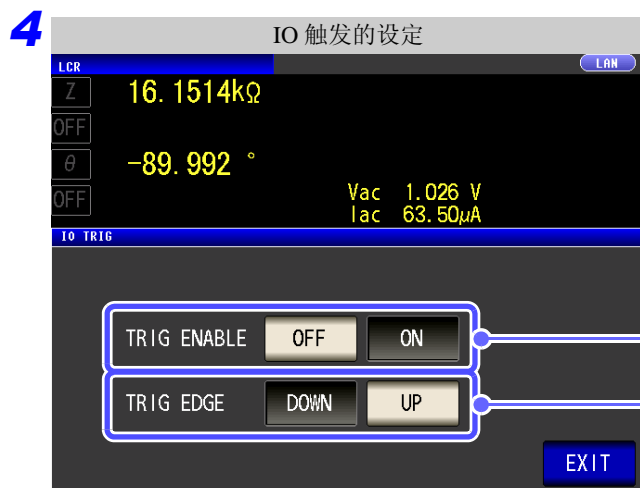 4
IO 触发的设定
LCR LAN
Z 16.1514kΩ
OFF
θ -89.992 °
OFF Vac 1.026 V
Iac 63.50μA
IO TRIG
TRIG ENABLE OFF ON
TRIG EDGE DOWN UP
EXIT